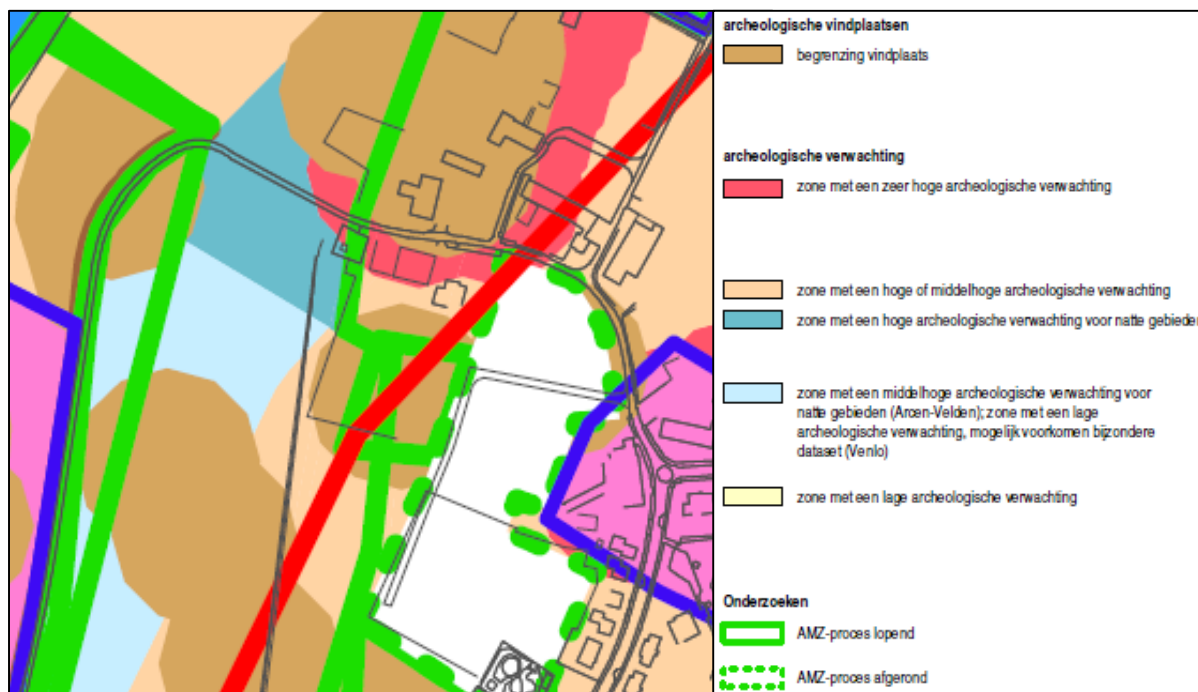 archeologische vindplaatsen
begrenzing vindplaats
archeologische verwachting
zone met een zeer hoge archeologische verwachting
zone met een hoge of middelhoge archeologische verwachting
zone met een hoge archeologische verwachting voor natte gebieden
zone met een middelhoge archeologische verwachting voor
natte gebieden (Arcen-Velden); zone met een lage
archeologische verwachting, mogelijk voorkomen bijzondere
dataset (Venlo)
zone met een lage archeologische verwachting
Onderzoeken
AMZ-proces lopend
AMZ-proces afgerond